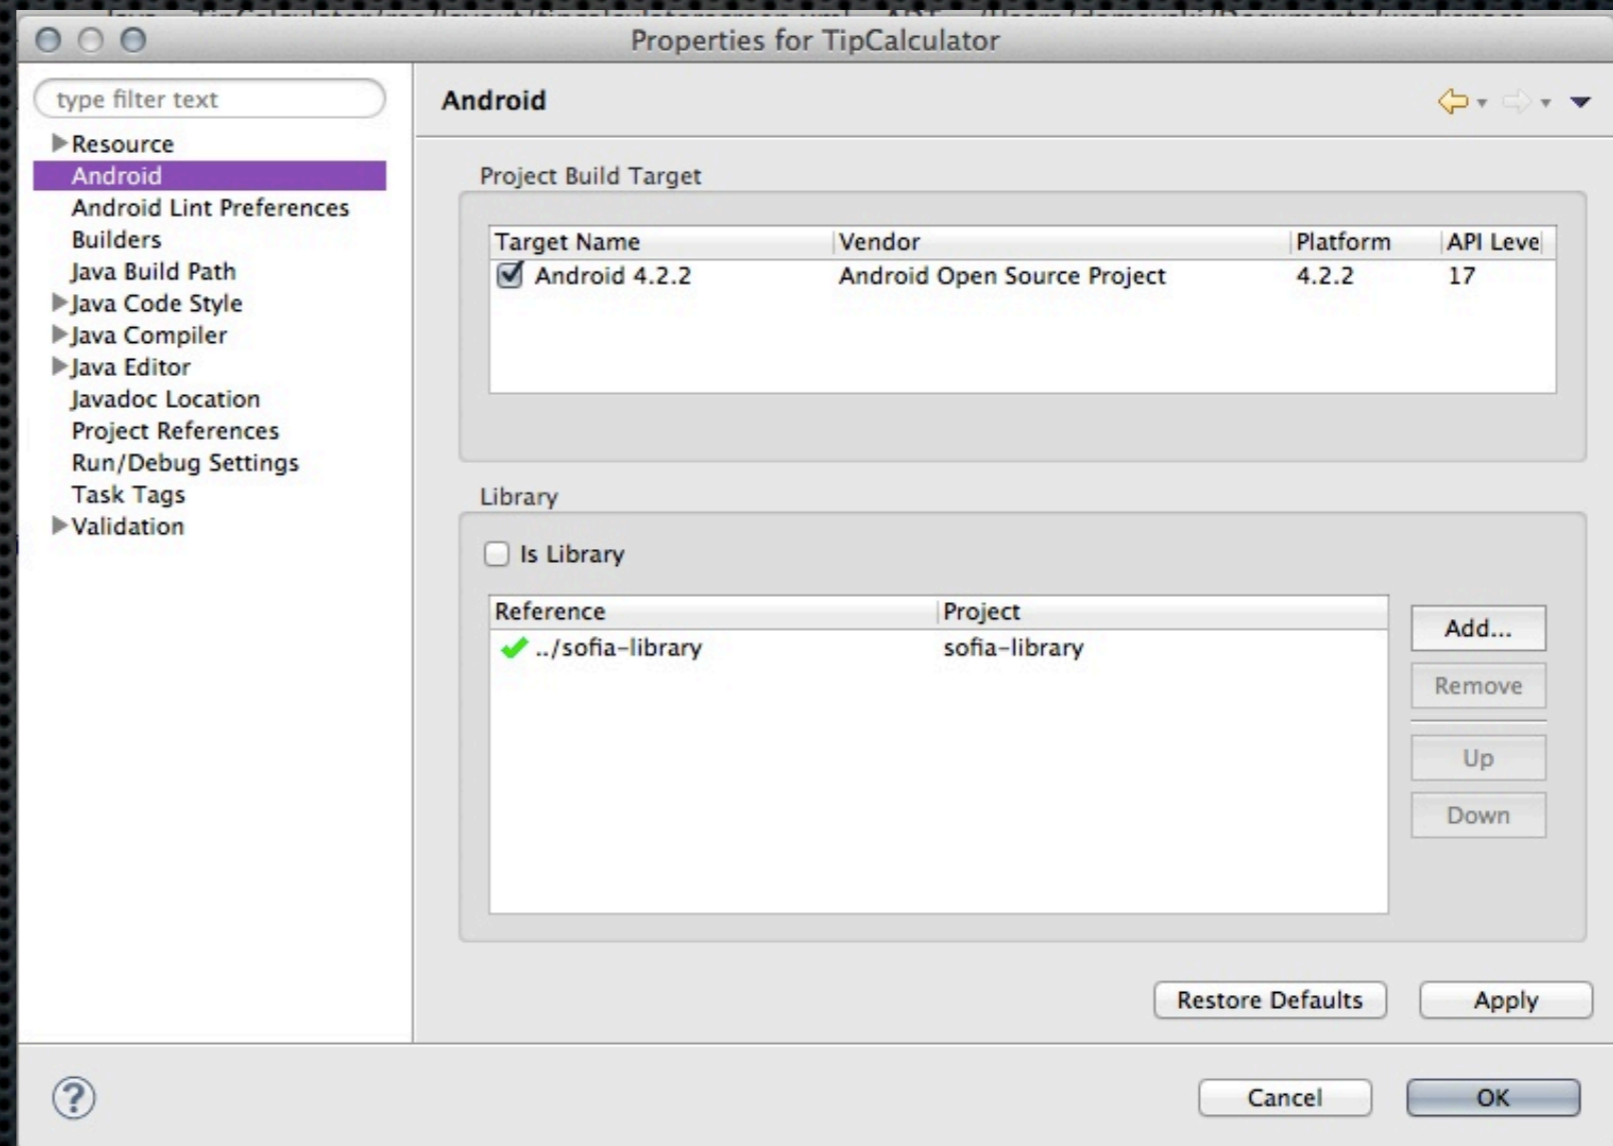 Properties for TipCalculator
type filter text
Resource
Android
Android Lint Preferences
Builders
Java Build Path
Java Code Style
Java Compiler
Java Editor
Javadoc Location
Project References
Run/Debug Settings
Task Tags
Validation
Android
Project Build Target
Target Name Vendor Platform API Leve
Android 4.2.2 Android Open Source Project 4.2.2 17
Library
Is Library
Reference Project
../sofia-library sofia-library
Add...
Remove
Up
Down
Restore Defaults Apply
? Cancel OK